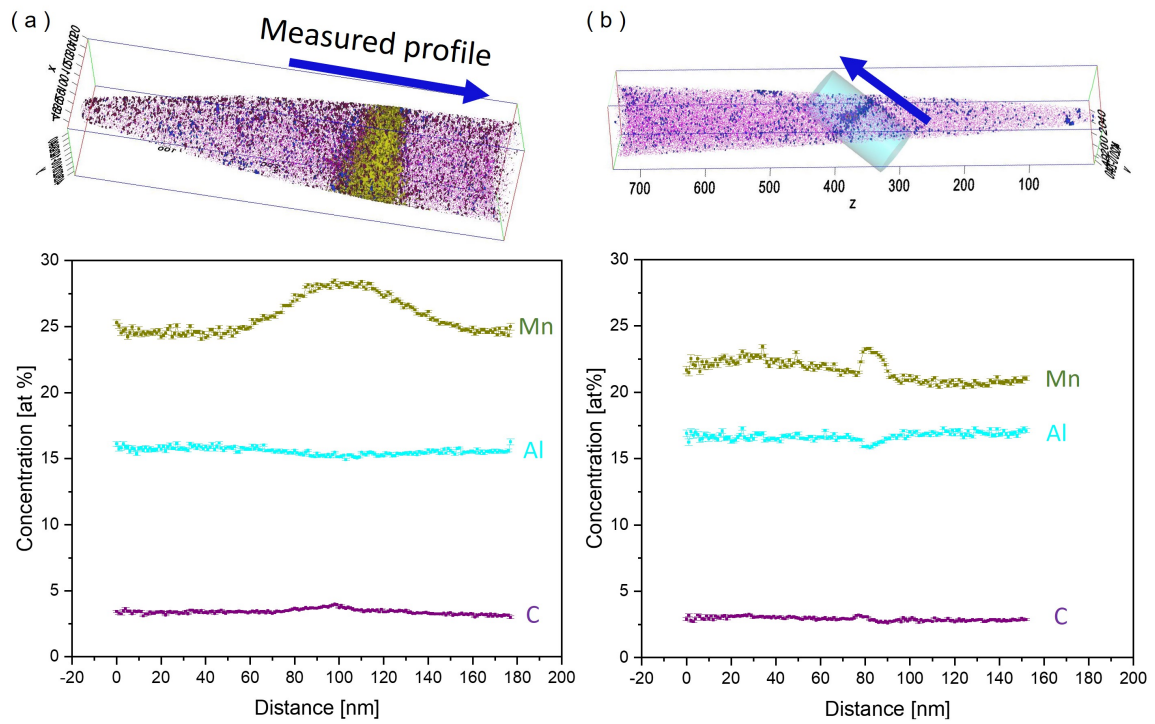 ( a )
Measured profile
x
100
( b )
700 600 500 400 300 200 100
z
30
25
20
15
10
5
0
Concentration [at %]
Mn
Al
C
-20 0 20 40 60 80 100 120 140 160 180 200
Distance [nm]
30
25
20
15
10
5
0
Concentration [at%]
Mn
Al
C
-20 0 20 40 60 80 100 120 140 160 180 200
Distance [nm]